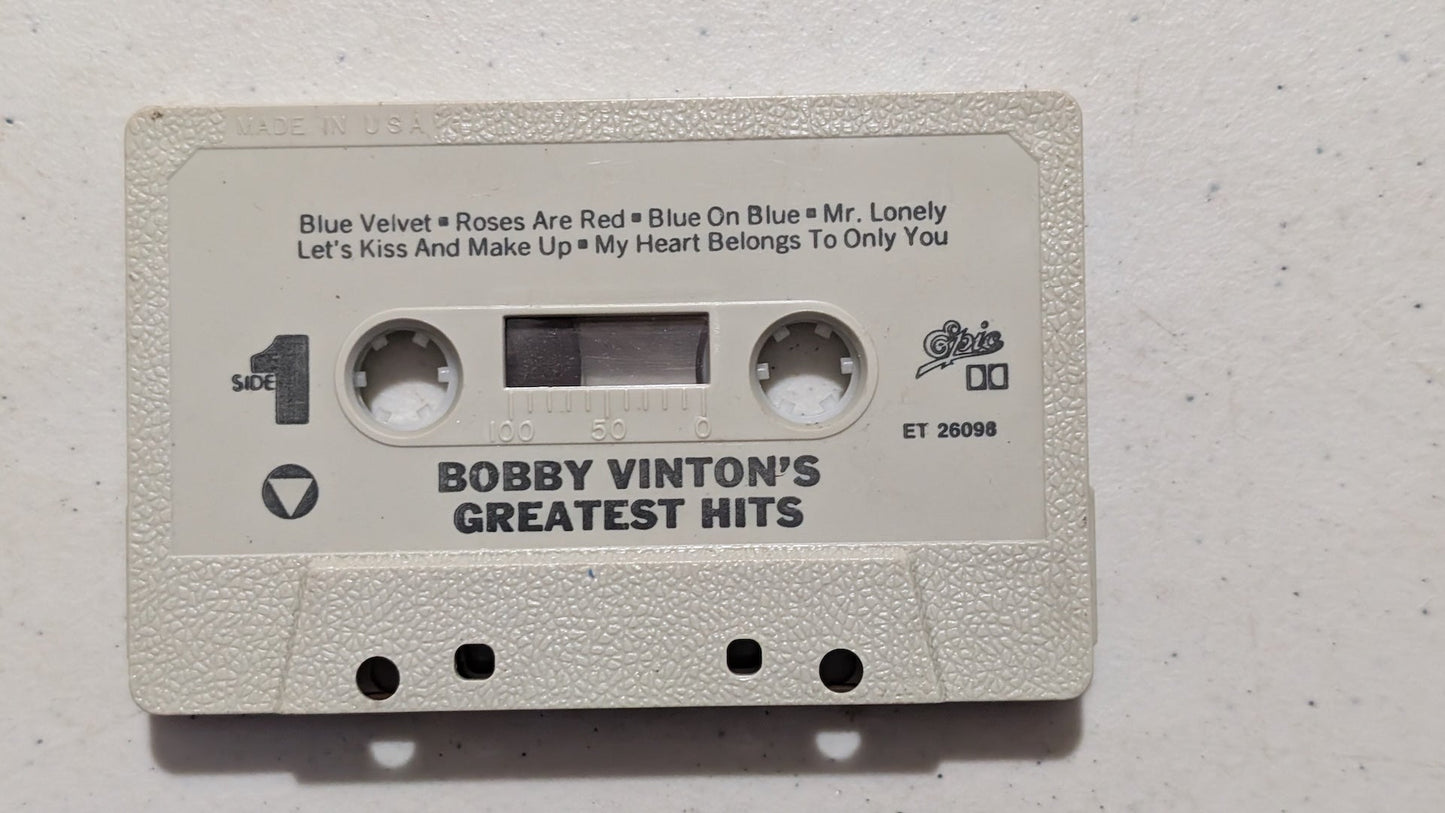 MADE IN USA
Blue Velvet ▪ Roses Are Red ▪ Blue On Blue ▪ Mr. Lonely
Let's Kiss And Make Up ▪ My Heart Belongs To Only You
SIDE 1
Epic
100 50 0
ET 26098
BOBBY VINTON'S
GREATEST HITS